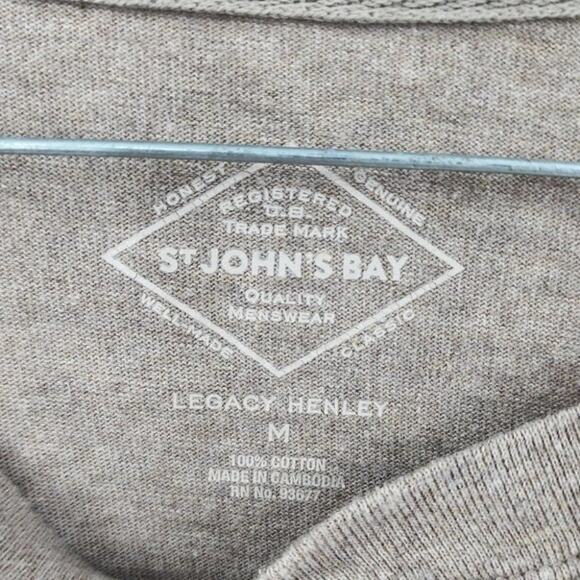 HONEST
GENUINE
REGISTERED
U.S.
TRADE MARK
ST JOHN'S BAY
QUALITY
MENSWEAR
WELL-MADE
CLASSIC
LEGACY HENLEY
M
100% COTTON
MADE IN CAMBODIA
RN No. 93677